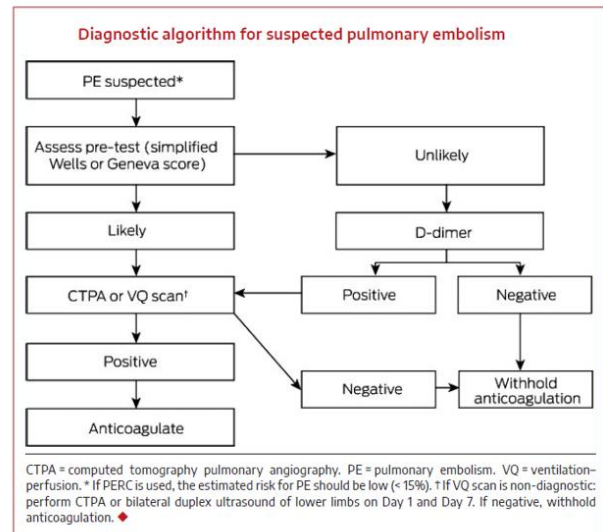 Diagnostic algorithm for suspected pulmonary embolism
PE suspected*
Assess pre-test (simplified
Wells or Geneva score)
Unlikely
Likely
D-dimer
CTPA or VQ scan†
Positive
Negative
Positive
Negative
Withhold
anticoagulation
Anticoagulate
CTPA = computed tomography pulmonary angiography. PE = pulmonary embolism. VQ = ventilation–
perfusion. * If PERC is used, the estimated risk for PE should be low (< 15%). † If VQ scan is non-diagnostic:
perform CTPA or bilateral duplex ultrasound of lower limbs on Day 1 and Day 7. If negative, withhold
anticoagulation. ◆